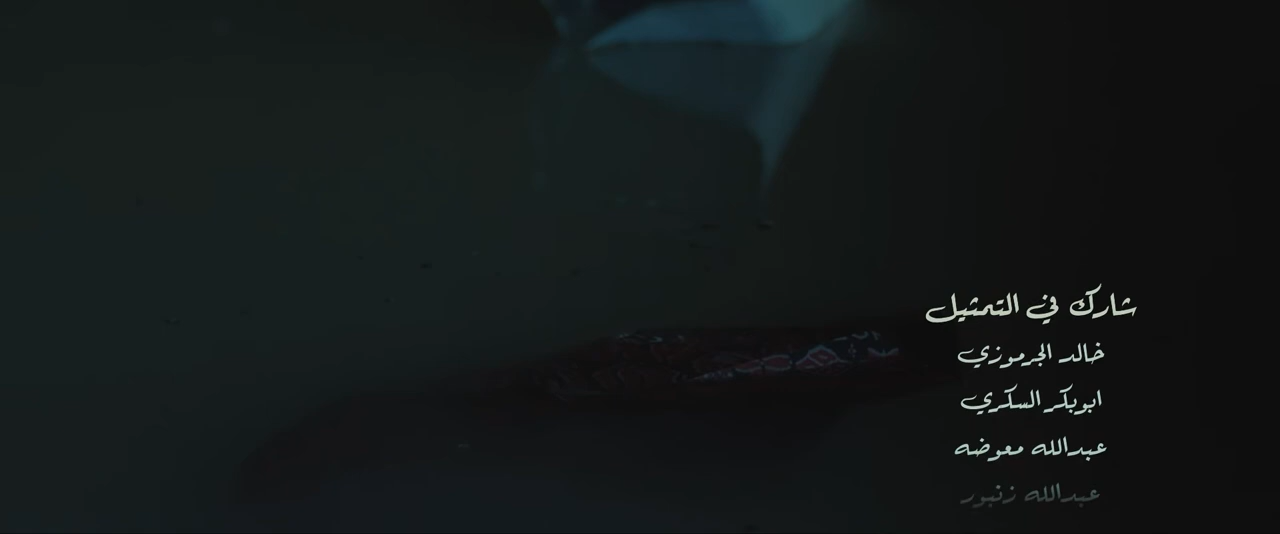 شارك في التمثيل
خالد الجرموزي
ابوبكر السكري
عبدالله معوضه
عبدالله زنبور